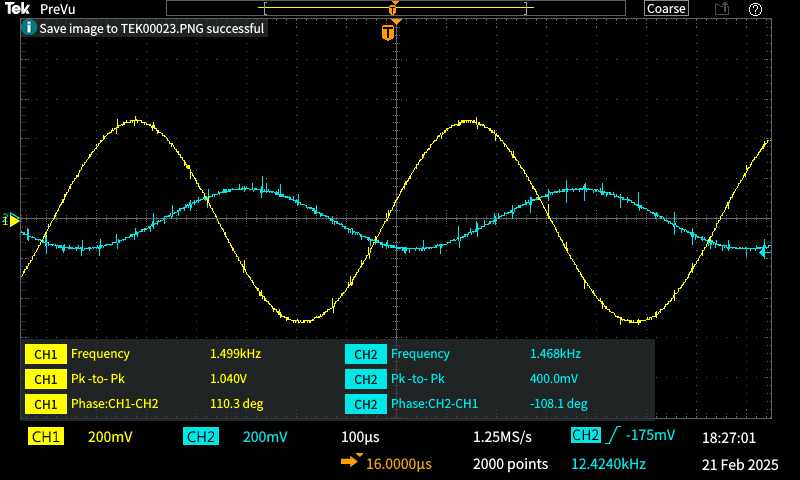 Tek PreVu T Coarse ?
i Save image to TEK00023.PNG successful
T
CH1 Frequency 1.499kHz CH2 Frequency 1.468kHz
CH1 Pk -to- Pk 1.040V CH2 Pk -to- Pk 400.0mV
CH1 Phase:CH1-CH2 110.3 deg CH2 Phase:CH2-CH1 -108.1 deg
CH1 200mV CH2 200mV 100µs 1.25MS/s CH2 -175mV 18:27:01
16.0000µs 2000 points 12.4240kHz 21 Feb 2025